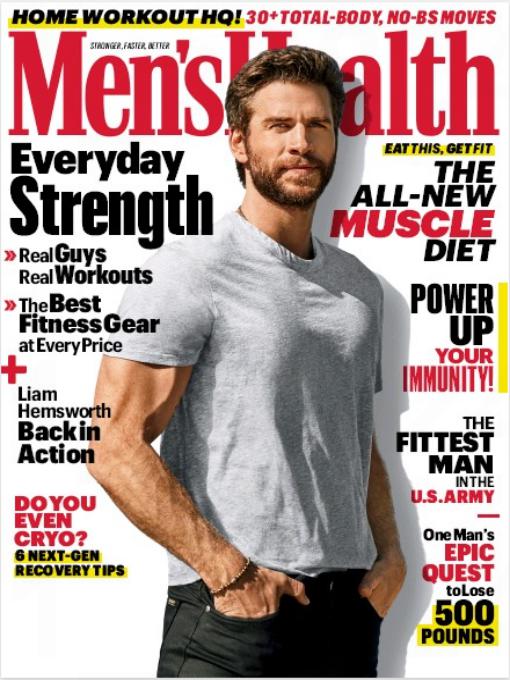 HOME WORKOUT HQ! 30+ TOTAL-BODY, NO-BS MOVES
STRONGER, FASTER, BETTER
Men's Health
Everyday
Strength
» Real Guys
Real Workouts
» The Best
Fitness Gear
at Every Price
+
Liam
Hemsworth
Back in
Action
DO YOU
EVEN
CRYO?
6 NEXT-GEN
RECOVERY TIPS
EAT THIS, GET FIT
THE
ALL-NEW
MUSCLE
DIET
POWER
UP
YOUR
IMMUNITY!
THE
FITTEST
MAN
IN THE
U.S. ARMY
One Man's
EPIC
QUEST
to Lose
500
POUNDS